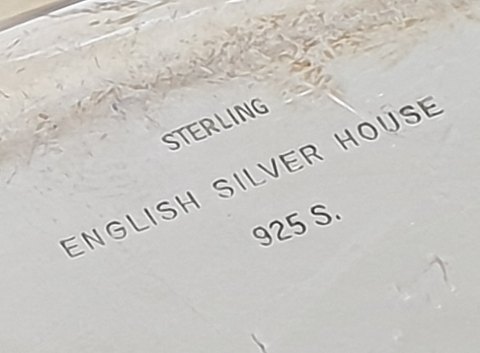 STERLING
ENGLISH SILVER HOUSE
925 S.